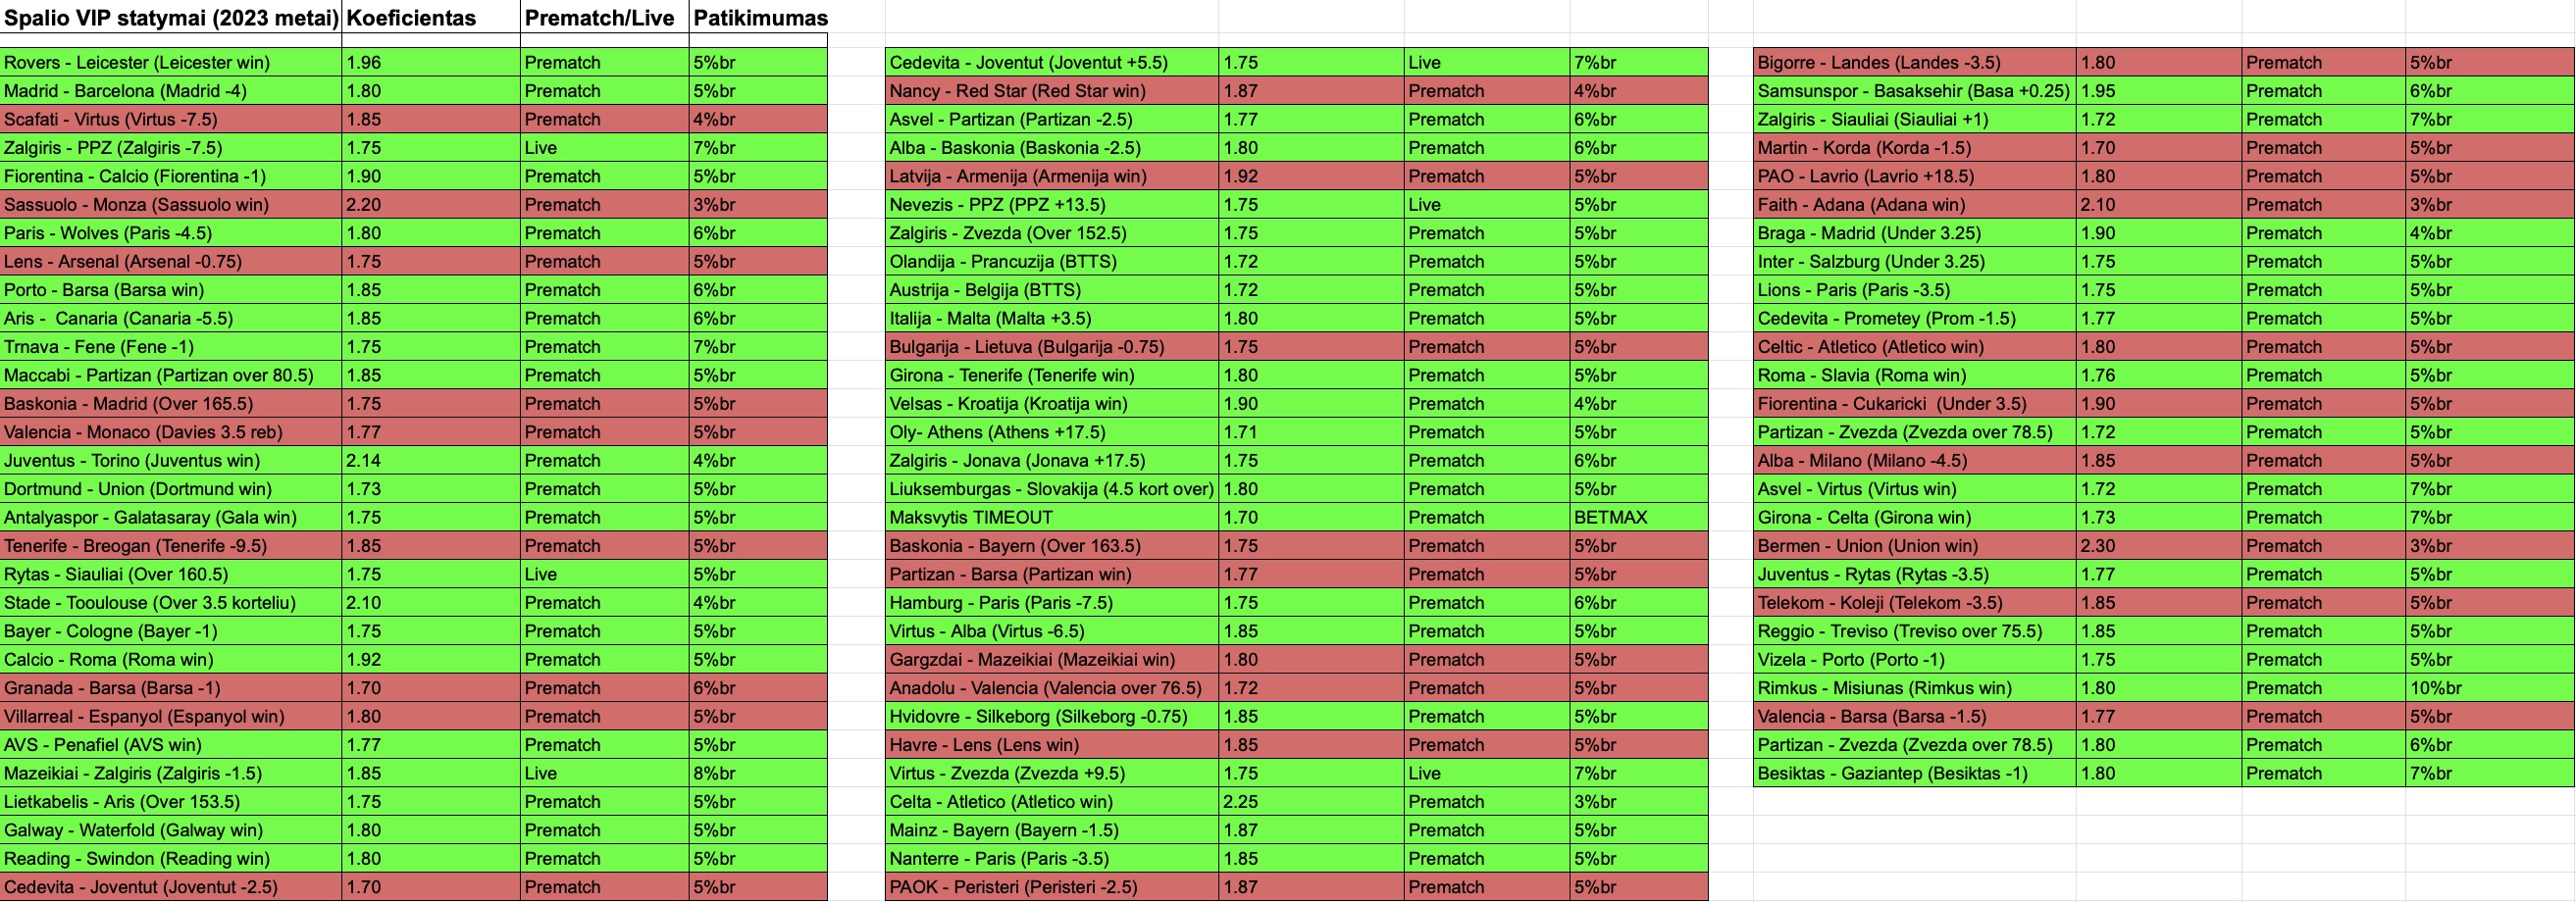 Spalio VIP statymai (2023 metai) Koeficientas Prematch/Live Patikimumas
Rovers - Leicester (Leicester win) 1.96 Prematch 5%br
Madrid - Barcelona (Madrid -4) 1.80 Prematch 5%br
Scafati - Virtus (Virtus -7.5) 1.85 Prematch 4%br
Zalgiris - PPZ (Zalgiris -7.5) 1.75 Live 7%br
Fiorentina - Calcio (Fiorentina -1) 1.90 Prematch 5%br
Sassuolo - Monza (Sassuolo win) 2.20 Prematch 3%br
Paris - Wolves (Paris -4.5) 1.80 Prematch 6%br
Lens - Arsenal (Arsenal -0.75) 1.75 Prematch 5%br
Porto - Barsa (Barsa win) 1.85 Prematch 6%br
Aris -  Canaria (Canaria -5.5) 1.85 Prematch 6%br
Trnava - Fene (Fene -1) 1.75 Prematch 7%br
Maccabi - Partizan (Partizan over 80.5) 1.85 Prematch 5%br
Baskonia - Madrid (Over 165.5) 1.75 Prematch 5%br
Valencia - Monaco (Davies 3.5 reb) 1.77 Prematch 5%br
Juventus - Torino (Juventus win) 2.14 Prematch 4%br
Dortmund - Union (Dortmund win) 1.73 Prematch 5%br
Antalyaspor - Galatasaray (Gala win) 1.75 Prematch 5%br
Tenerife - Breogan (Tenerife -9.5) 1.85 Prematch 5%br
Rytas - Siauliai (Over 160.5) 1.75 Live 5%br
Stade - Tooulouse (Over 3.5 korteliu) 2.10 Prematch 4%br
Bayer - Cologne (Bayer -1) 1.75 Prematch 5%br
Calcio - Roma (Roma win) 1.92 Prematch 5%br
Granada - Barsa (Barsa -1) 1.70 Prematch 6%br
Villarreal - Espanyol (Espanyol win) 1.80 Prematch 5%br
AVS - Penafiel (AVS win) 1.77 Prematch 5%br
Mazeikiai - Zalgiris (Zalgiris -1.5) 1.85 Live 8%br
Lietkabelis - Aris (Over 153.5) 1.75 Prematch 5%br
Galway - Waterfold (Galway win) 1.80 Prematch 5%br
Reading - Swindon (Reading win) 1.80 Prematch 5%br
Cedevita - Joventut (Joventut -2.5) 1.70 Prematch 5%br
Cedevita - Joventut (Joventut +5.5) 1.75 Live 7%br
Nancy - Red Star (Red Star win) 1.87 Prematch 4%br
Asvel - Partizan (Partizan -2.5) 1.77 Prematch 6%br
Alba - Baskonia (Baskonia -2.5) 1.80 Prematch 6%br
Latvija - Armenija (Armenija win) 1.92 Prematch 5%br
Nevezis - PPZ (PPZ +13.5) 1.75 Live 5%br
Zalgiris - Zvezda (Over 152.5) 1.75 Prematch 5%br
Olandija - Prancuzija (BTTS) 1.72 Prematch 5%br
Austrija - Belgija (BTTS) 1.72 Prematch 5%br
Italija - Malta (Malta +3.5) 1.80 Prematch 5%br
Bulgarija - Lietuva (Bulgarija -0.75) 1.75 Prematch 5%br
Girona - Tenerife (Tenerife win) 1.80 Prematch 5%br
Velsas - Kroatija (Kroatija win) 1.90 Prematch 4%br
Oly- Athens (Athens +17.5) 1.71 Prematch 5%br
Zalgiris - Jonava (Jonava +17.5) 1.75 Prematch 6%br
Liuksemburgas - Slovakija (4.5 kort over) 1.80 Prematch 5%br
Maksvytis TIMEOUT 1.70 Prematch BETMAX
Baskonia - Bayern (Over 163.5) 1.75 Prematch 5%br
Partizan - Barsa (Partizan win) 1.77 Prematch 5%br
Hamburg - Paris (Paris -7.5) 1.75 Prematch 6%br
Virtus - Alba (Virtus -6.5) 1.85 Prematch 5%br
Gargzdai - Mazeikiai (Mazeikiai win) 1.80 Prematch 5%br
Anadolu - Valencia (Valencia over 76.5) 1.72 Prematch 5%br
Hvidovre - Silkeborg (Silkeborg -0.75) 1.85 Prematch 5%br
Havre - Lens (Lens win) 1.85 Prematch 5%br
Virtus - Zvezda (Zvezda +9.5) 1.75 Live 7%br
Celta - Atletico (Atletico win) 2.25 Prematch 3%br
Mainz - Bayern (Bayern -1.5) 1.87 Prematch 5%br
Nanterre - Paris (Paris -3.5) 1.85 Prematch 5%br
PAOK - Peristeri (Peristeri -2.5) 1.87 Prematch 5%br
Bigorre - Landes (Landes -3.5) 1.80 Prematch 5%br
Samsunspor - Basaksehir (Basa +0.25) 1.95 Prematch 6%br
Zalgiris - Siauliai (Siauliai +1) 1.72 Prematch 7%br
Martin - Korda (Korda -1.5) 1.70 Prematch 5%br
PAO - Lavrio (Lavrio +18.5) 1.80 Prematch 5%br
Faith - Adana (Adana win) 2.10 Prematch 3%br
Braga - Madrid (Under 3.25) 1.90 Prematch 4%br
Inter - Salzburg (Under 3.25) 1.75 Prematch 5%br
Lions - Paris (Paris -3.5) 1.75 Prematch 5%br
Cedevita - Prometey (Prom -1.5) 1.77 Prematch 5%br
Celtic - Atletico (Atletico win) 1.80 Prematch 5%br
Roma - Slavia (Roma win) 1.76 Prematch 5%br
Fiorentina - Cukaricki  (Under 3.5) 1.90 Prematch 5%br
Partizan - Zvezda (Zvezda over 78.5) 1.72 Prematch 5%br
Alba - Milano (Milano -4.5) 1.85 Prematch 5%br
Asvel - Virtus (Virtus win) 1.72 Prematch 7%br
Girona - Celta (Girona win) 1.73 Prematch 7%br
Bermen - Union (Union win) 2.30 Prematch 3%br
Juventus - Rytas (Rytas -3.5) 1.77 Prematch 5%br
Telekom - Koleji (Telekom -3.5) 1.85 Prematch 5%br
Reggio - Treviso (Treviso over 75.5) 1.85 Prematch 5%br
Vizela - Porto (Porto -1) 1.75 Prematch 5%br
Rimkus - Misiunas (Rimkus win) 1.80 Prematch 10%br
Valencia - Barsa (Barsa -1.5) 1.77 Prematch 5%br
Partizan - Zvezda (Zvezda over 78.5) 1.80 Prematch 6%br
Besiktas - Gaziantep (Besiktas -1) 1.80 Prematch 7%br